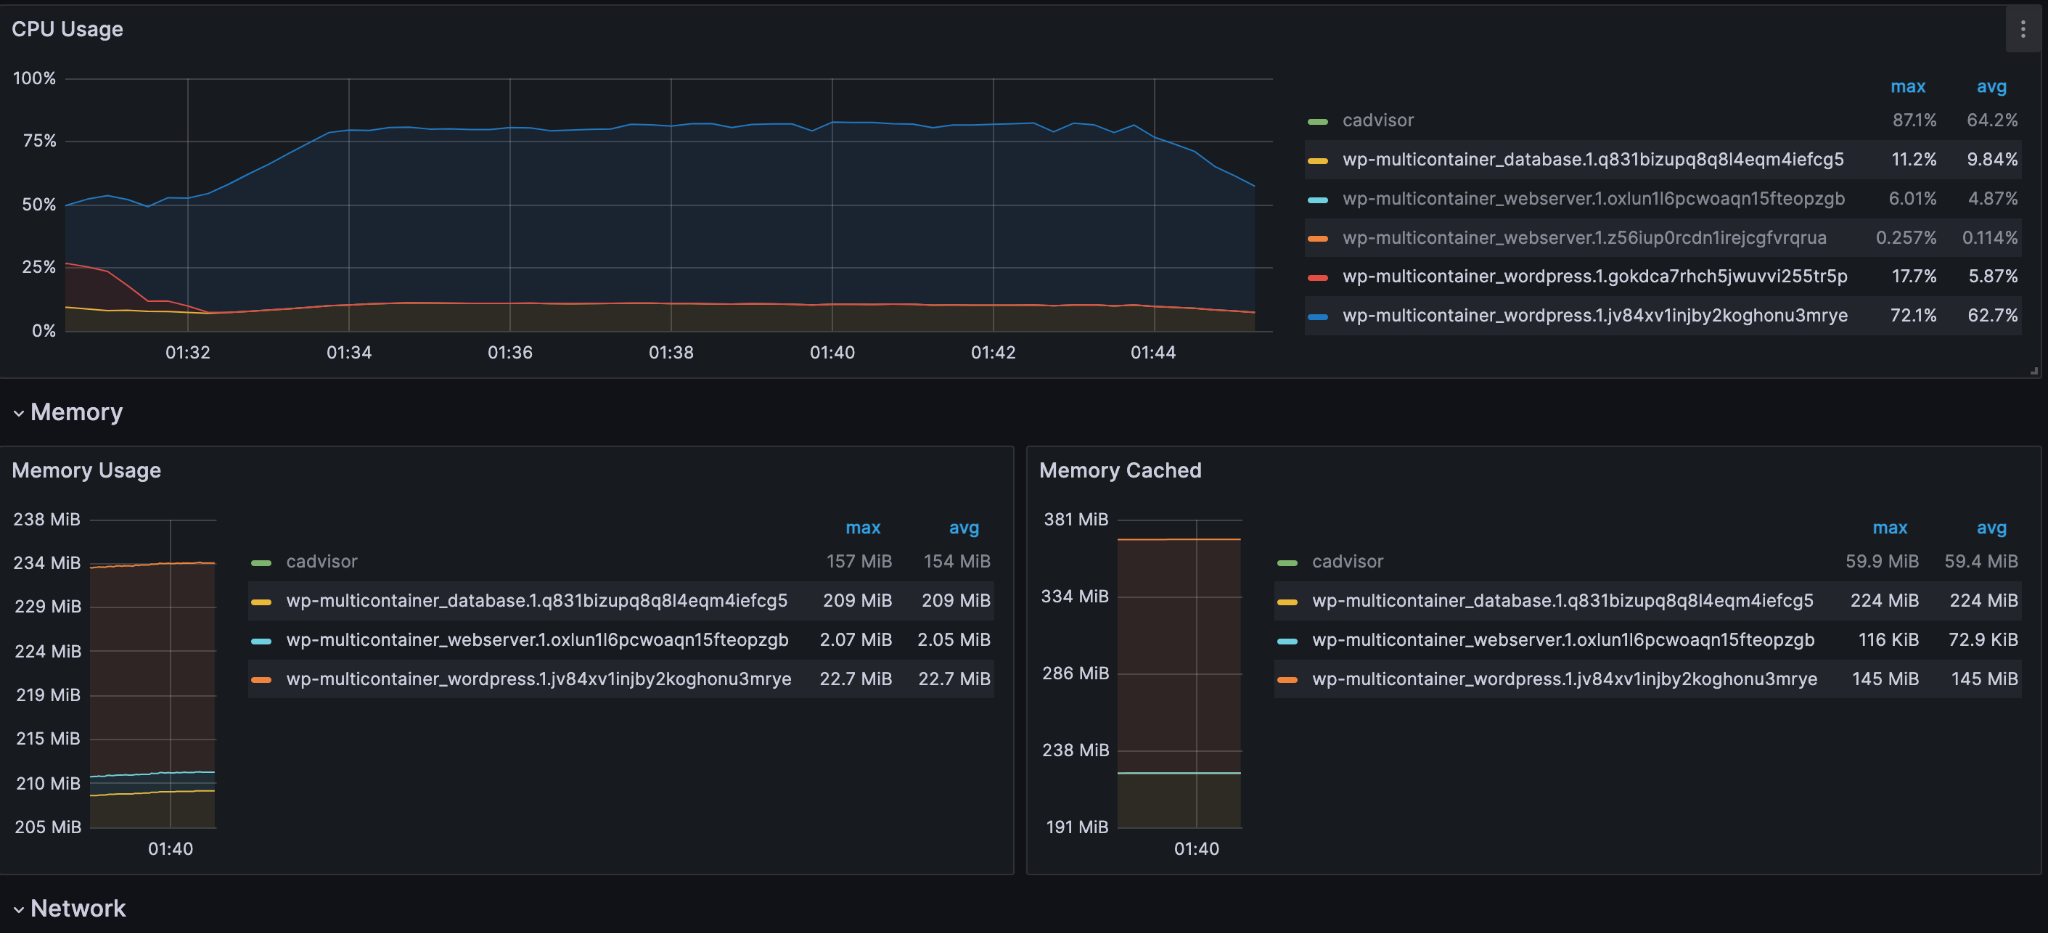 CPU Usage
100%
75%
50%
25%
0%
01:32 01:34 01:36 01:38 01:40 01:42 01:44
max avg
cadvisor 87.1% 64.2%
wp-multicontainer_database.1.q831bizupq8q8l4eqm4iefcg5 11.2% 9.84%
wp-multicontainer_webserver.1.oxlun1l6pcwoaqn15fteopzgb 6.01% 4.87%
wp-multicontainer_webserver.1.z56iup0rcdn1irejcgfvrqrua 0.257% 0.114%
wp-multicontainer_wordpress.1.gokdca7rhch5jwuvvi255tr5p 17.7% 5.87%
wp-multicontainer_wordpress.1.jv84xv1injby2koghonu3mrye 72.1% 62.7%
Memory
Memory Usage
238 MiB
234 MiB
229 MiB
224 MiB
219 MiB
215 MiB
210 MiB
205 MiB
01:40
max avg
cadvisor 157 MiB 154 MiB
wp-multicontainer_database.1.q831bizupq8q8l4eqm4iefcg5 209 MiB 209 MiB
wp-multicontainer_webserver.1.oxlun1l6pcwoaqn15fteopzgb 2.07 MiB 2.05 MiB
wp-multicontainer_wordpress.1.jv84xv1injby2koghonu3mrye 22.7 MiB 22.7 MiB
Memory Cached
381 MiB
334 MiB
286 MiB
238 MiB
191 MiB
01:40
max avg
cadvisor 59.9 MiB 59.4 MiB
wp-multicontainer_database.1.q831bizupq8q8l4eqm4iefcg5 224 MiB 224 MiB
wp-multicontainer_webserver.1.oxlun1l6pcwoaqn15fteopzgb 116 KiB 72.9 KiB
wp-multicontainer_wordpress.1.jv84xv1injby2koghonu3mrye 145 MiB 145 MiB
Network